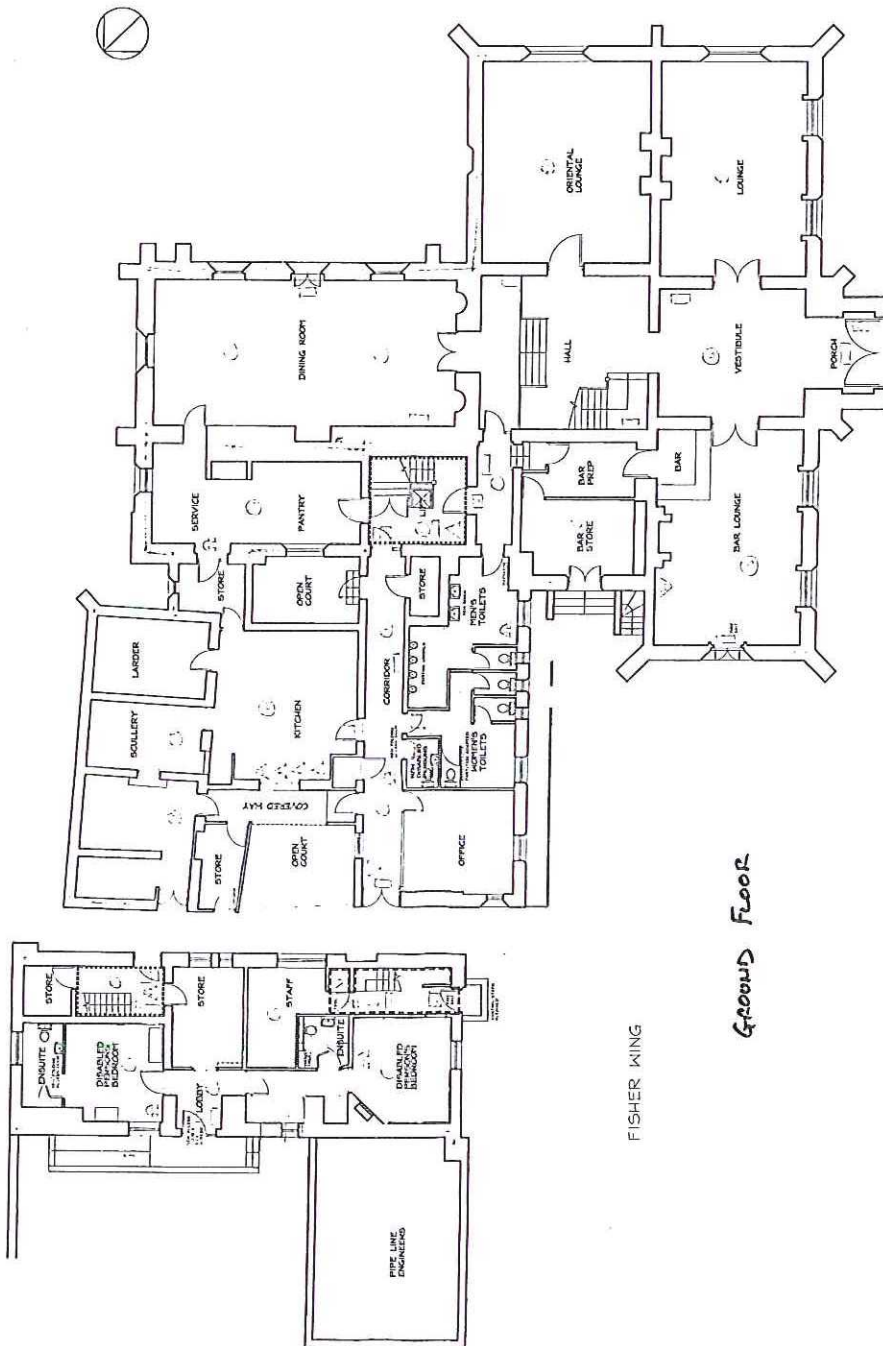 ORIENTAL
LOUNGE
LOUNGE
DINING ROOM
HALL
VESTIBULE
PORCH
SERVICE
PANTRY
LIFT
BAR
PREP
BAR
BAR
STORE
BAR LOUNGE
STORE
OPEN
COURT
STORE
MEN'S
TOILETS
LARDER
SCULLERY
KITCHEN
CORRIDOR
WOMEN'S
TOILETS
COVERED WAY
STORE
OPEN
COURT
OFFICE
STORE
STORE
STAFF
ENSUITE
DISABLED
PERSON'S
BEDROOM
LOBBY
ENSUITE
DISABLED
PERSON'S
BEDROOM
PIPE LINE
ENGINEERS
FISHER WING
GROUND FLOOR